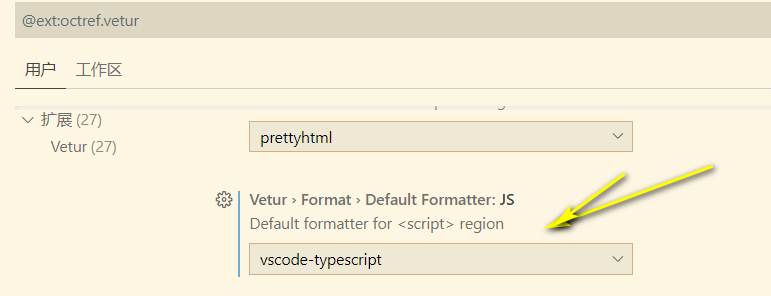 @ext:octref.vetur
用户 工作区
扩展 (27)
Vetur (27)
prettyhtml
Vetur › Format › Default Formatter: JS
Default formatter for <script> region
vscode-typescript